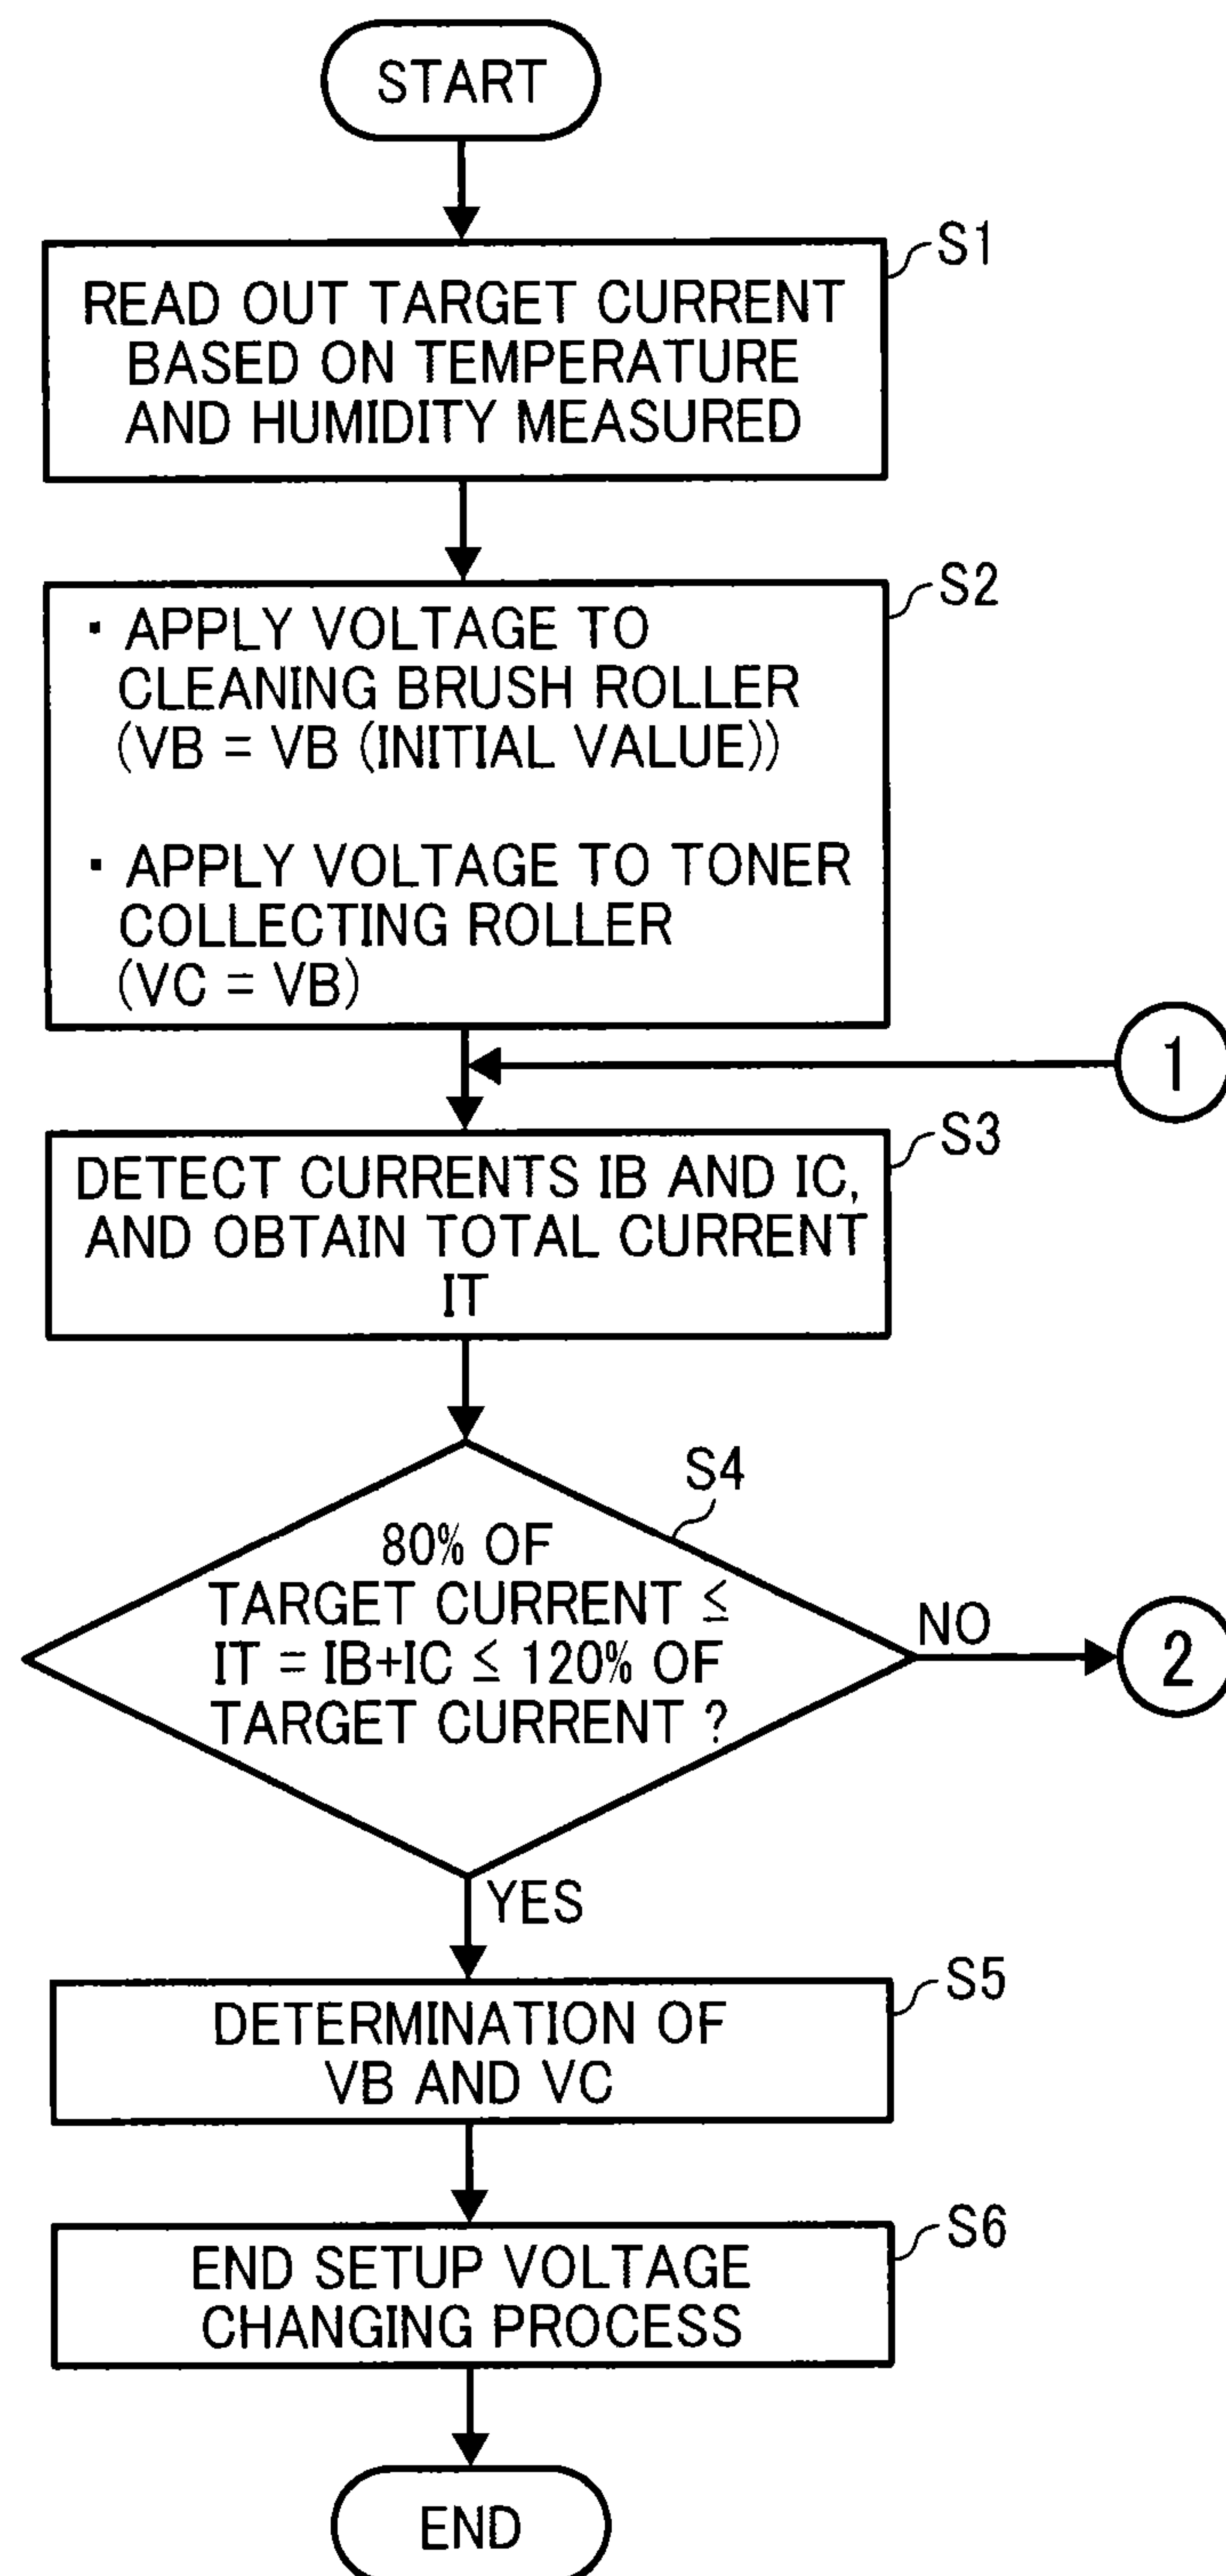 START
S1
READ OUT TARGET CURRENT
BASED ON TEMPERATURE
AND HUMIDITY MEASURED
S2
・APPLY VOLTAGE TO
CLEANING BRUSH ROLLER
(VB = VB (INITIAL VALUE))
・APPLY VOLTAGE TO TONER
COLLECTING ROLLER
(VC = VB)
1
S3
DETECT CURRENTS IB AND IC,
AND OBTAIN TOTAL CURRENT
IT
S4
80% OF
TARGET CURRENT ≤
IT = IB+IC ≤ 120% OF
TARGET CURRENT ?
NO
2
YES
S5
DETERMINATION OF
VB AND VC
S6
END SETUP VOLTAGE
CHANGING PROCESS
END